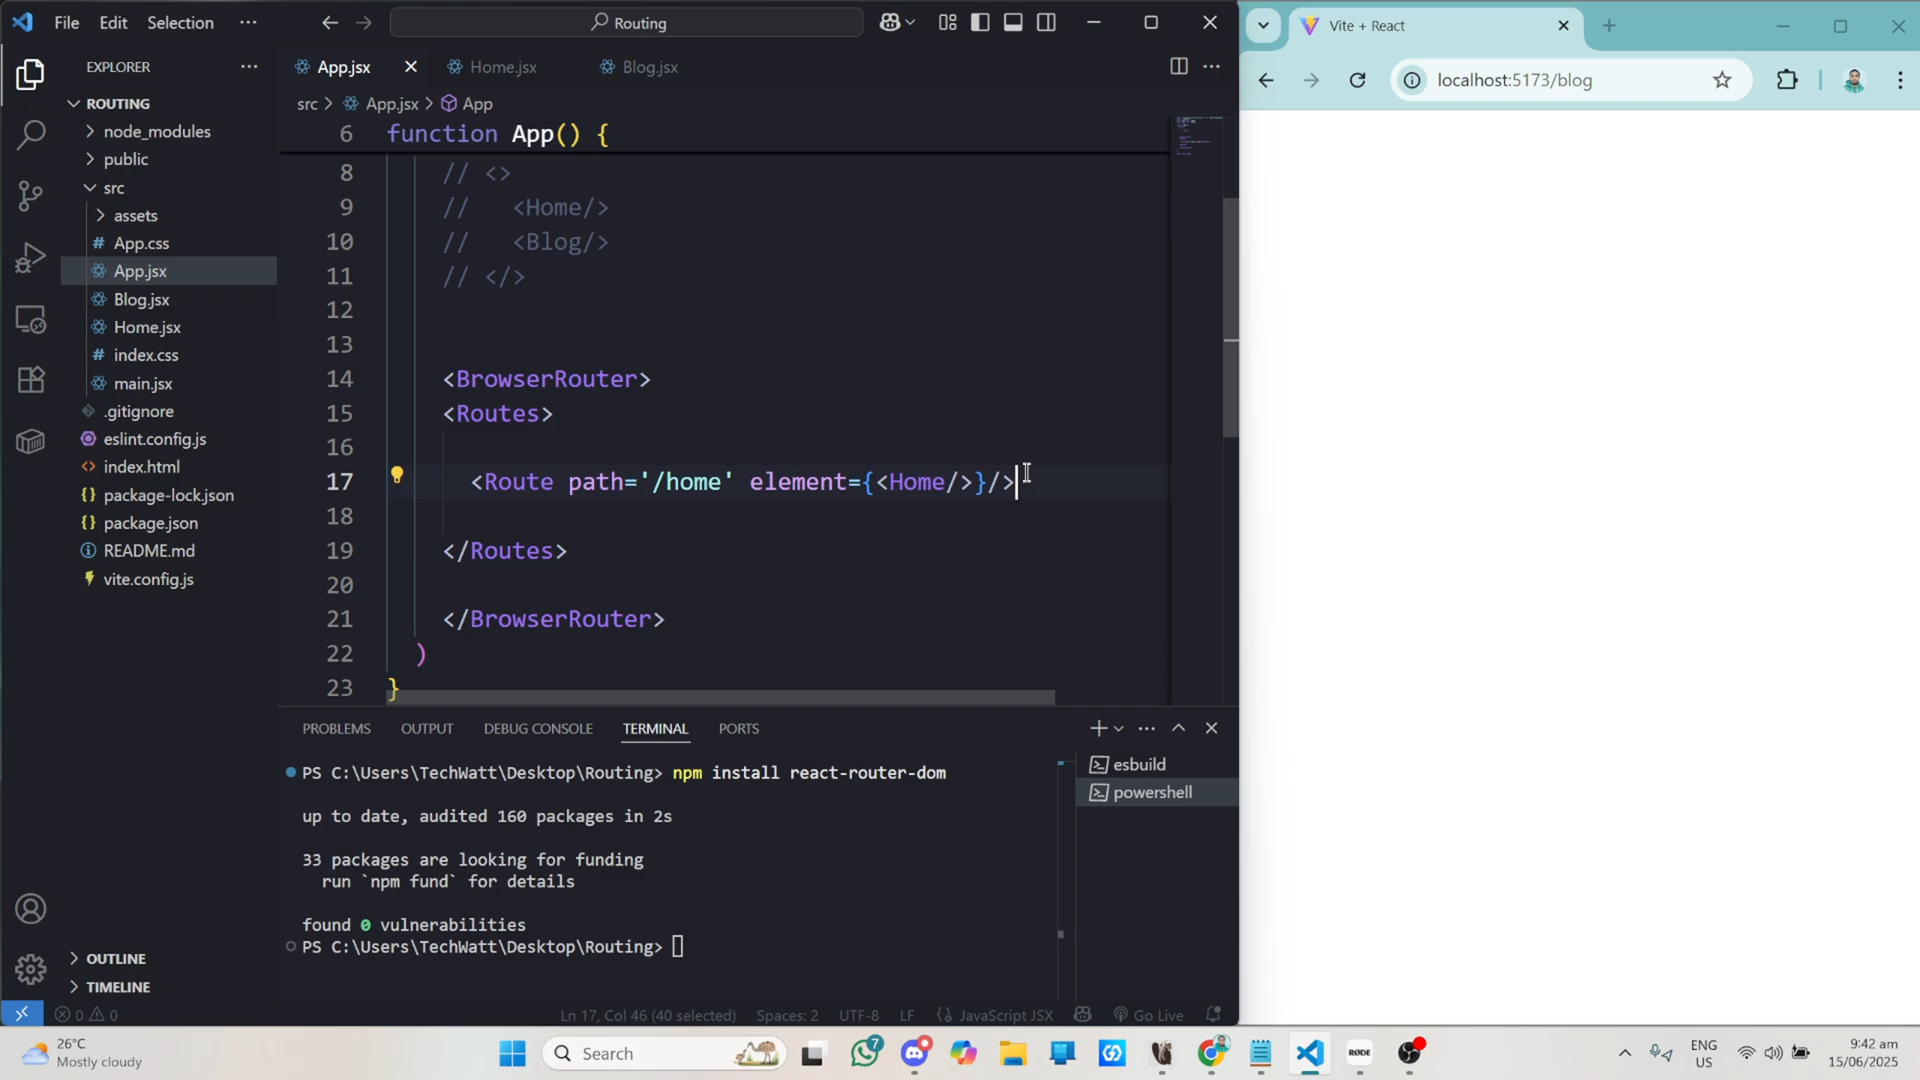 File Edit Selection ···
Routing
EXPLORER ···
ROUTING
node_modules
public
src
assets
App.css
App.jsx
Blog.jsx
Home.jsx
index.css
main.jsx
.gitignore
eslint.config.js
index.html
package-lock.json
package.json
README.md
vite.config.js
OUTLINE
TIMELINE
App.jsx Home.jsx Blog.jsx
src > App.jsx > App
6 function App() {
8 // <>
9 //   <Home/>
10 //   <Blog/>
11 // </>
12
13
14 <BrowserRouter>
15 <Routes>
16
17 <Route path='/home' element={<Home/>}/>
18
19 </Routes>
20
21 </BrowserRouter>
22 )
23 }
PROBLEMS OUTPUT DEBUG CONSOLE TERMINAL PORTS
PS C:\Users\TechWatt\Desktop\Routing> npm install react-router-dom
up to date, audited 160 packages in 2s
33 packages are looking for funding
run `npm fund` for details
found 0 vulnerabilities
PS C:\Users\TechWatt\Desktop\Routing>
esbuild
powershell
0 0 Ln 17, Col 46 (40 selected) Spaces: 2 UTF-8 LF {} JavaScript JSX Go Live
Vite + React
localhost:5173/blog
26°C
Mostly cloudy
Search
7
RØDE
ENG
US
9:42 am
15/06/2025